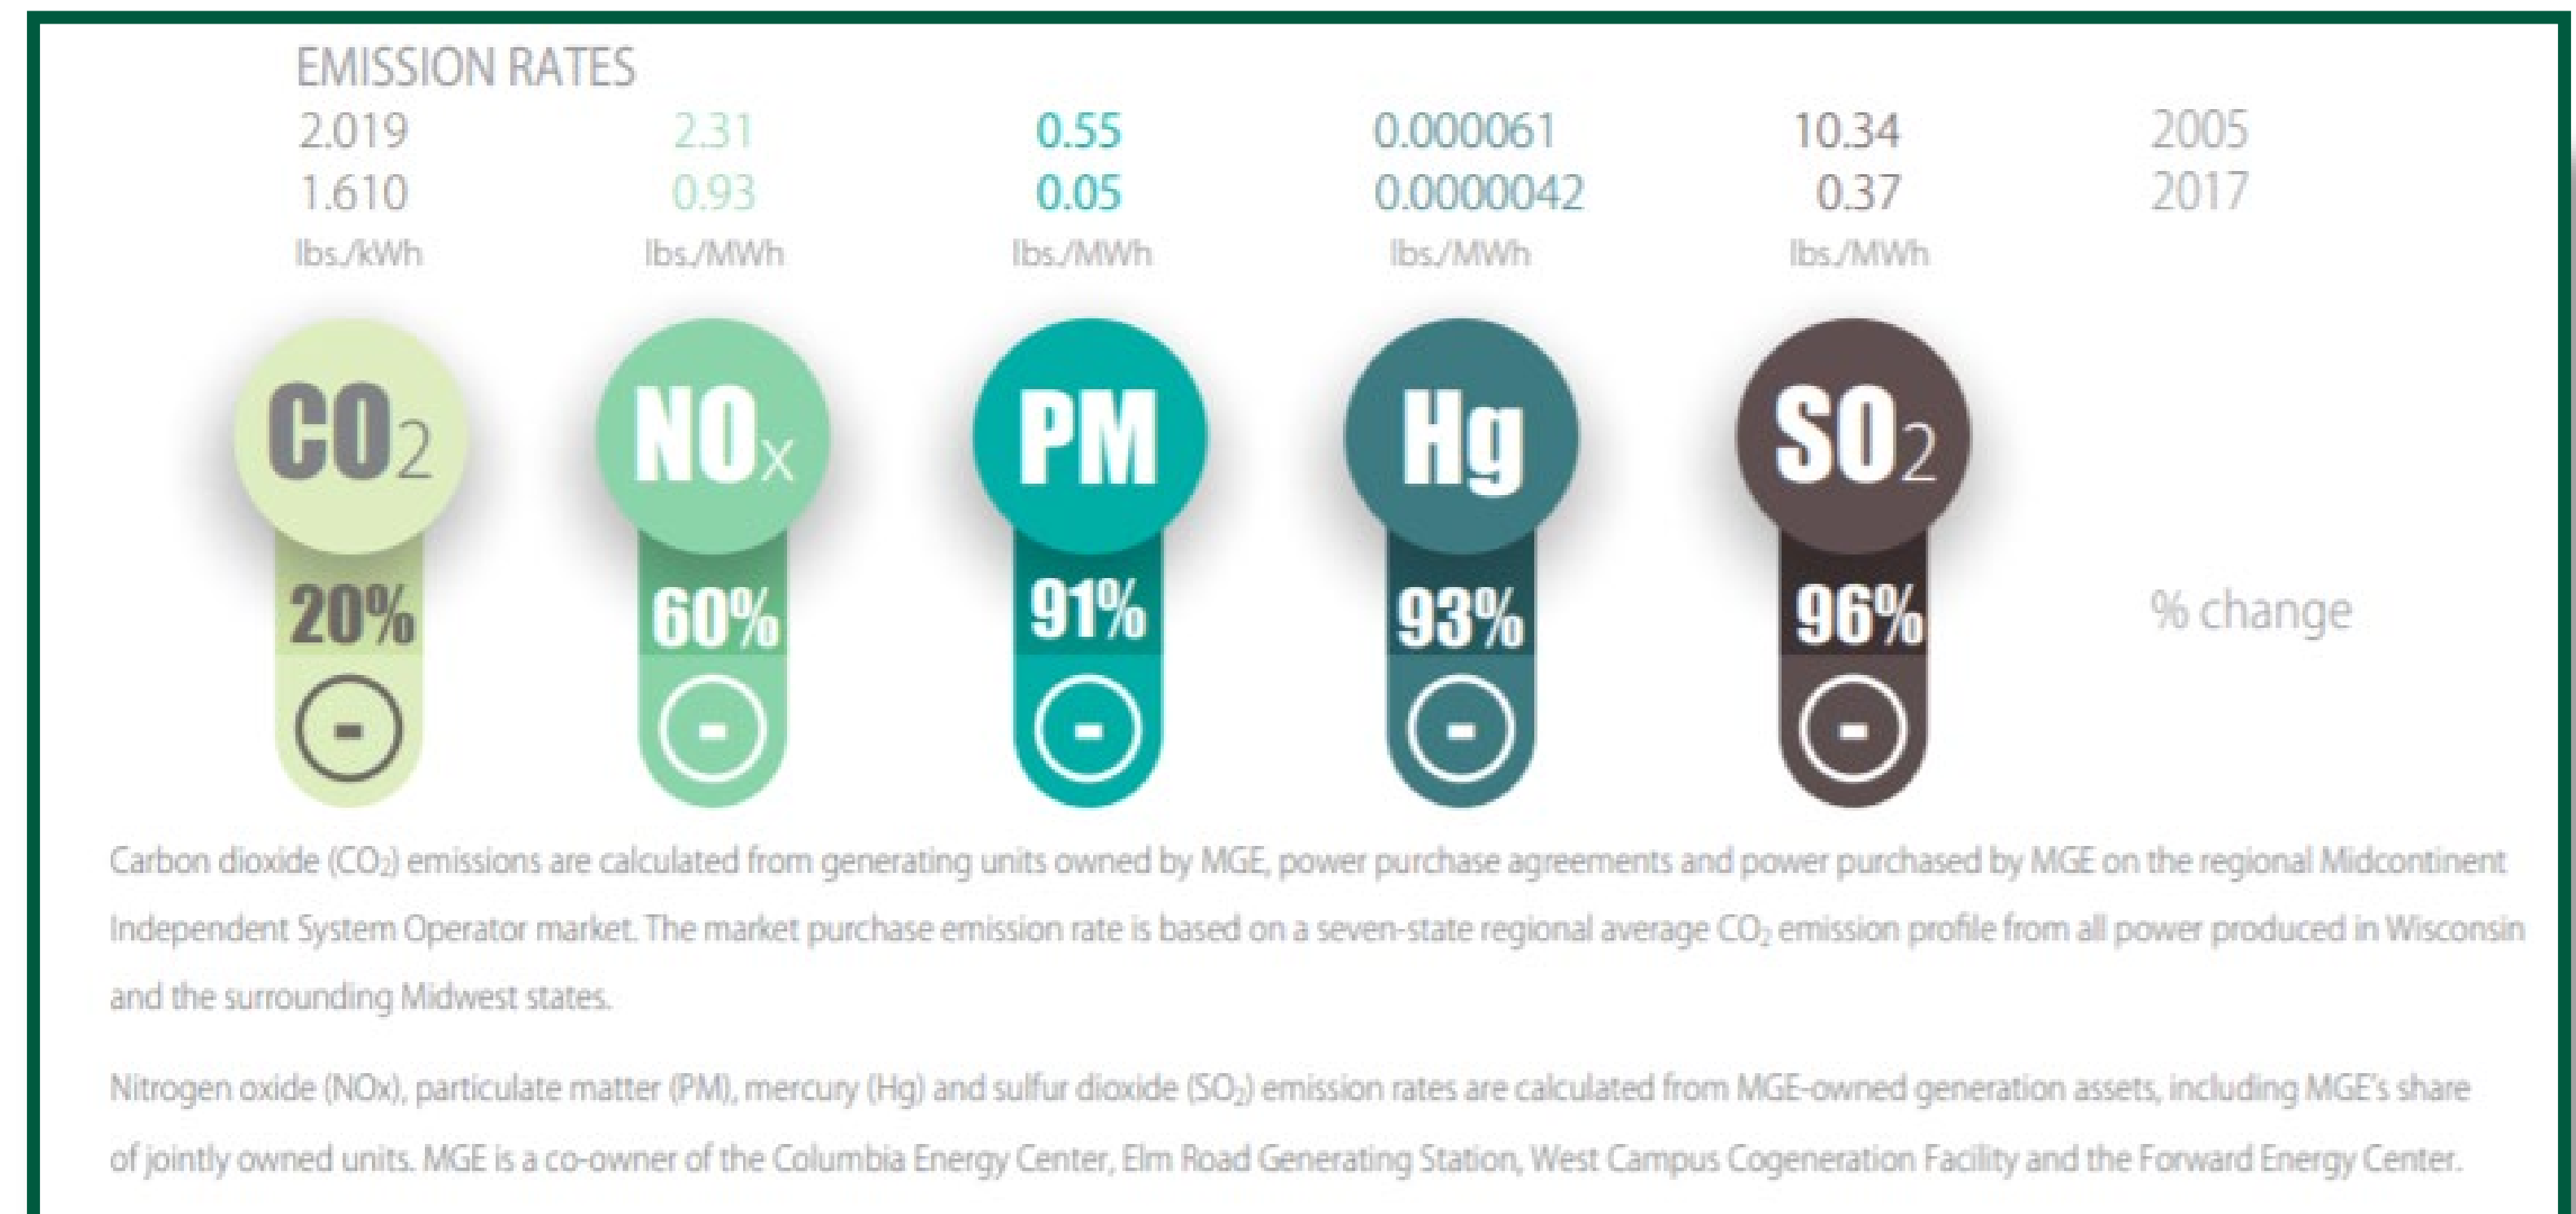 EMISSION RATES
2.019 2.31 0.55 0.000061 10.34 2005
1.610 0.93 0.05 0.0000042 0.37 2017
lbs./kWh lbs./MWh lbs./MWh lbs./MWh lbs./MWh
CO2 NOx PM Hg SO2
20% 60% 91% 93% 96% % change
- - - - -
Carbon dioxide (CO2) emissions are calculated from generating units owned by MGE, power purchase agreements and power purchased by MGE on the regional Midcontinent
Independent System Operator market. The market purchase emission rate is based on a seven-state regional average CO2 emission profile from all power produced in Wisconsin
and the surrounding Midwest states.
Nitrogen oxide (NOx), particulate matter (PM), mercury (Hg) and sulfur dioxide (SO2) emission rates are calculated from MGE-owned generation assets, including MGE's share
of jointly owned units. MGE is a co-owner of the Columbia Energy Center, Elm Road Generating Station, West Campus Cogeneration Facility and the Forward Energy Center.